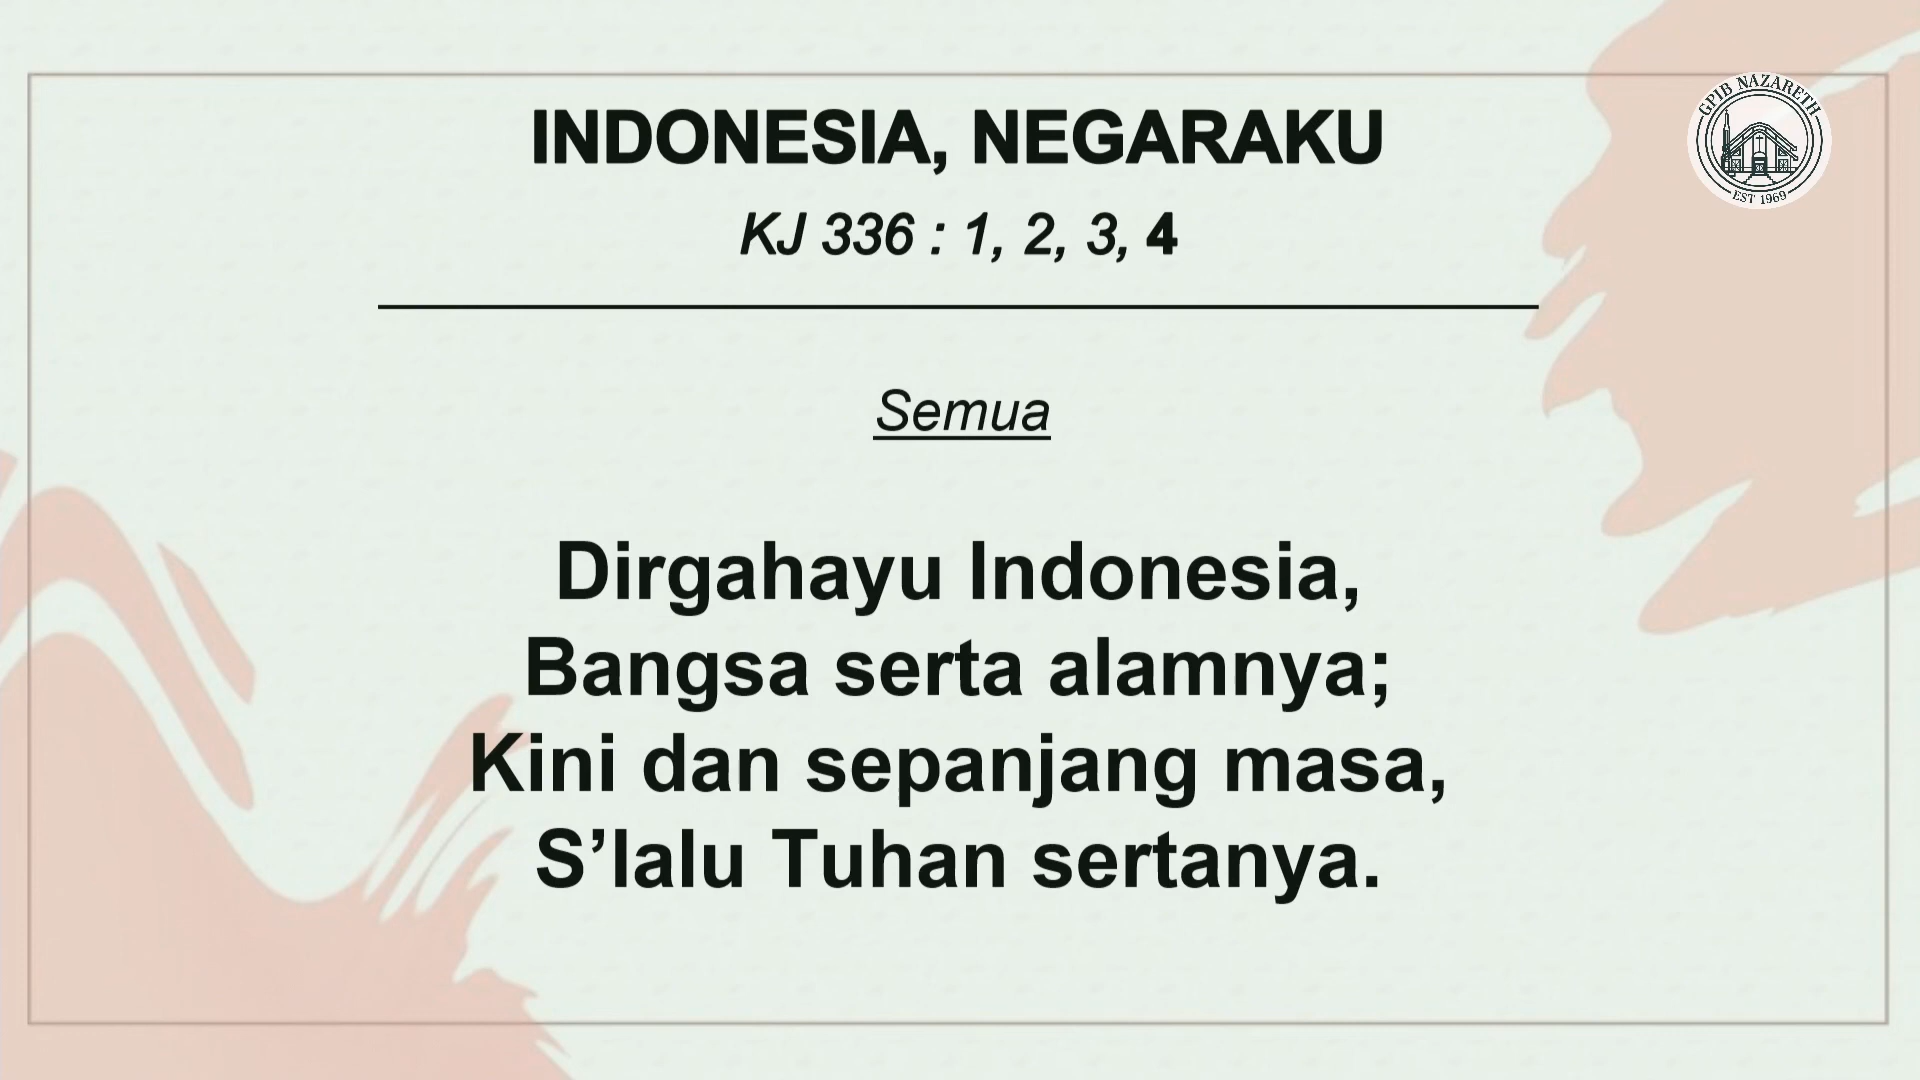 INDONESIA, NEGARAKU
KJ 336 : 1, 2, 3, 4
GPIB NAZARETH
EST 1969
Semua
Dirgahayu Indonesia,
Bangsa serta alamnya;
Kini dan sepanjang masa,
S’lalu Tuhan sertanya.